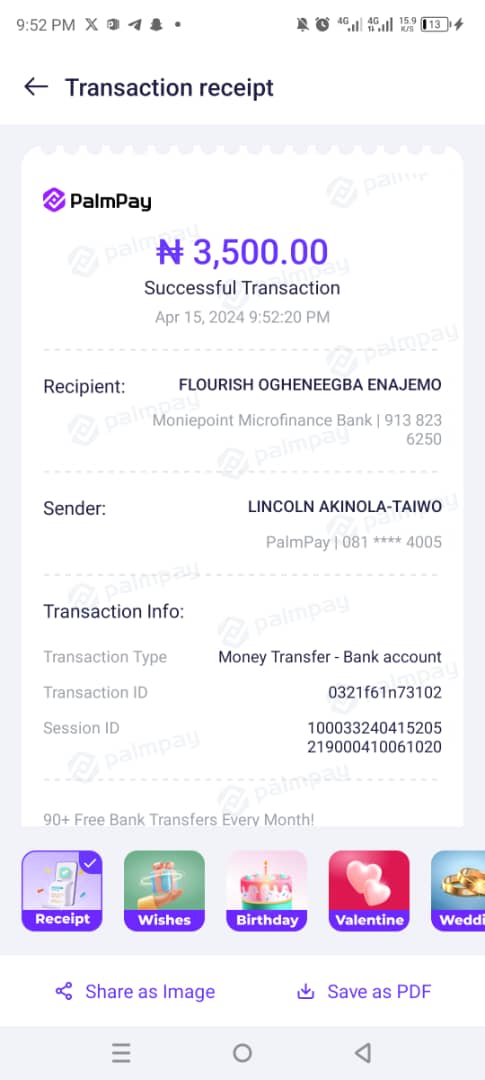 9:52 PM
4G 4G 15.9 K/S 13
Transaction receipt
PalmPay
₦ 3,500.00
Successful Transaction
Apr 15, 2024 9:52:20 PM
Recipient: FLOURISH OGHENEEGBA ENAJEMO
Moniepoint Microfinance Bank | 913 823
6250
Sender: LINCOLN AKINOLA-TAIWO
PalmPay | 081 **** 4005
Transaction Info:
Transaction Type Money Transfer - Bank account
Transaction ID 0321f61n73102
Session ID 100033240415205
219000410061020
90+ Free Bank Transfers Every Month!
Receipt Wishes Birthday Valentine Weddi
Share as Image Save as PDF